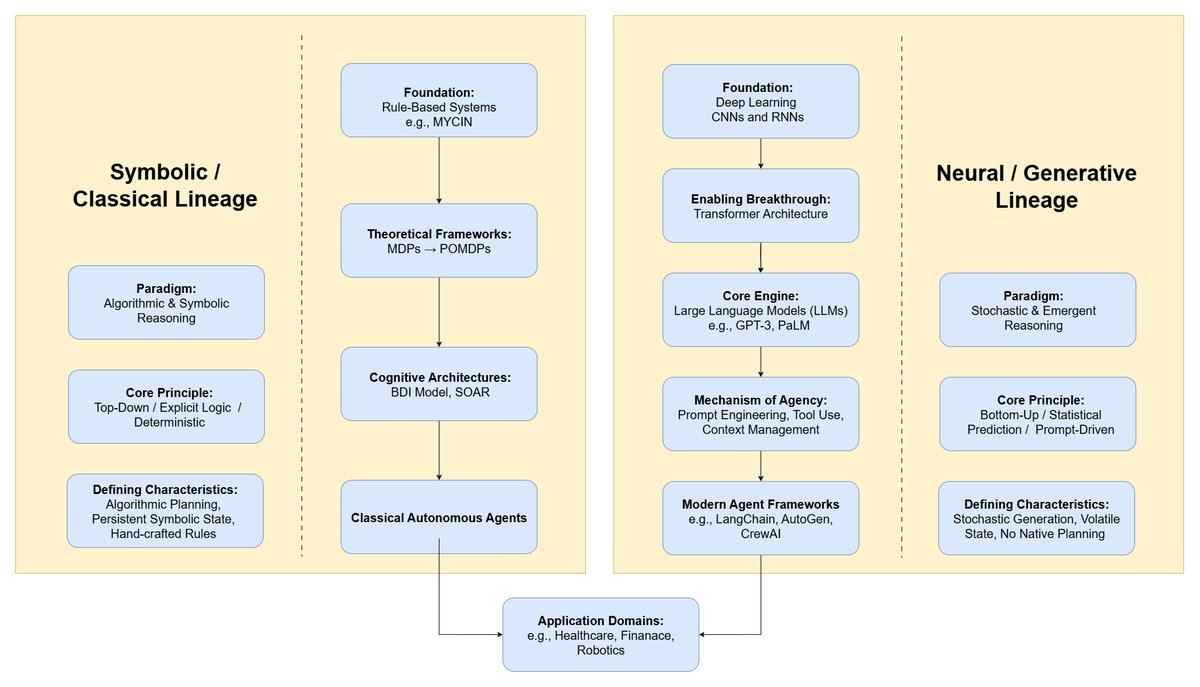 Symbolic /
Classical Lineage
Paradigm:
Algorithmic & Symbolic
Reasoning
Core Principle:
Top-Down / Explicit Logic /
Deterministic
Defining Characteristics:
Algorithmic Planning,
Persistent Symbolic State,
Hand-crafted Rules
Foundation:
Rule-Based Systems
e.g., MYCIN
Theoretical Frameworks:
MDPs → POMDPs
Cognitive Architectures:
BDI Model, SOAR
Classical Autonomous Agents
Foundation:
Deep Learning
CNNs and RNNs
Enabling Breakthrough:
Transformer Architecture
Core Engine:
Large Language Models (LLMs)
e.g., GPT-3, PaLM
Mechanism of Agency:
Prompt Engineering, Tool Use,
Context Management
Modern Agent Frameworks
e.g., LangChain, AutoGen,
CrewAI
Neural / Generative
Lineage
Paradigm:
Stochastic & Emergent
Reasoning
Core Principle:
Bottom-Up / Statistical
Prediction / Prompt-Driven
Defining Characteristics:
Stochastic Generation, Volatile
State, No Native Planning
Application Domains:
e.g., Healthcare, Finanace,
Robotics